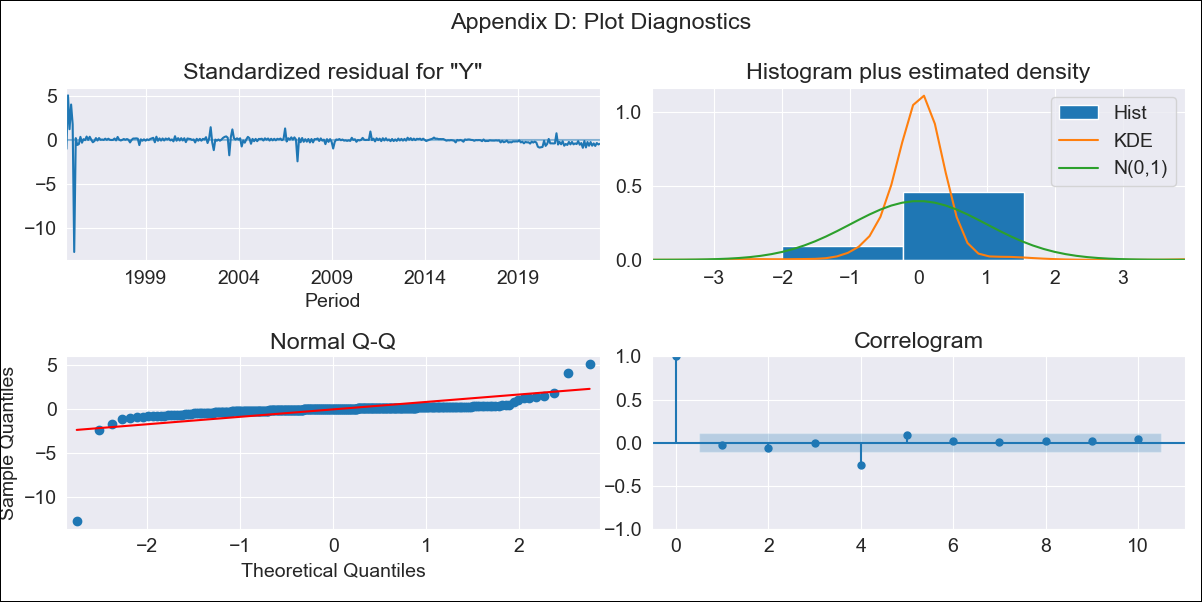 Appendix D: Plot Diagnostics
Standardized residual for "Y"
5
0
−5
−10
1999 2004 2009 2014 2019
Period
Histogram plus estimated density
1.0
0.5
0.0
Hist
KDE
N(0,1)
−3 −2 −1 0 1 2 3
Normal Q-Q
Sample Quantiles
5
0
−5
−10
−2 −1 0 1 2
Theoretical Quantiles
Correlogram
1.0
0.5
0.0
−0.5
−1.0
0 2 4 6 8 10